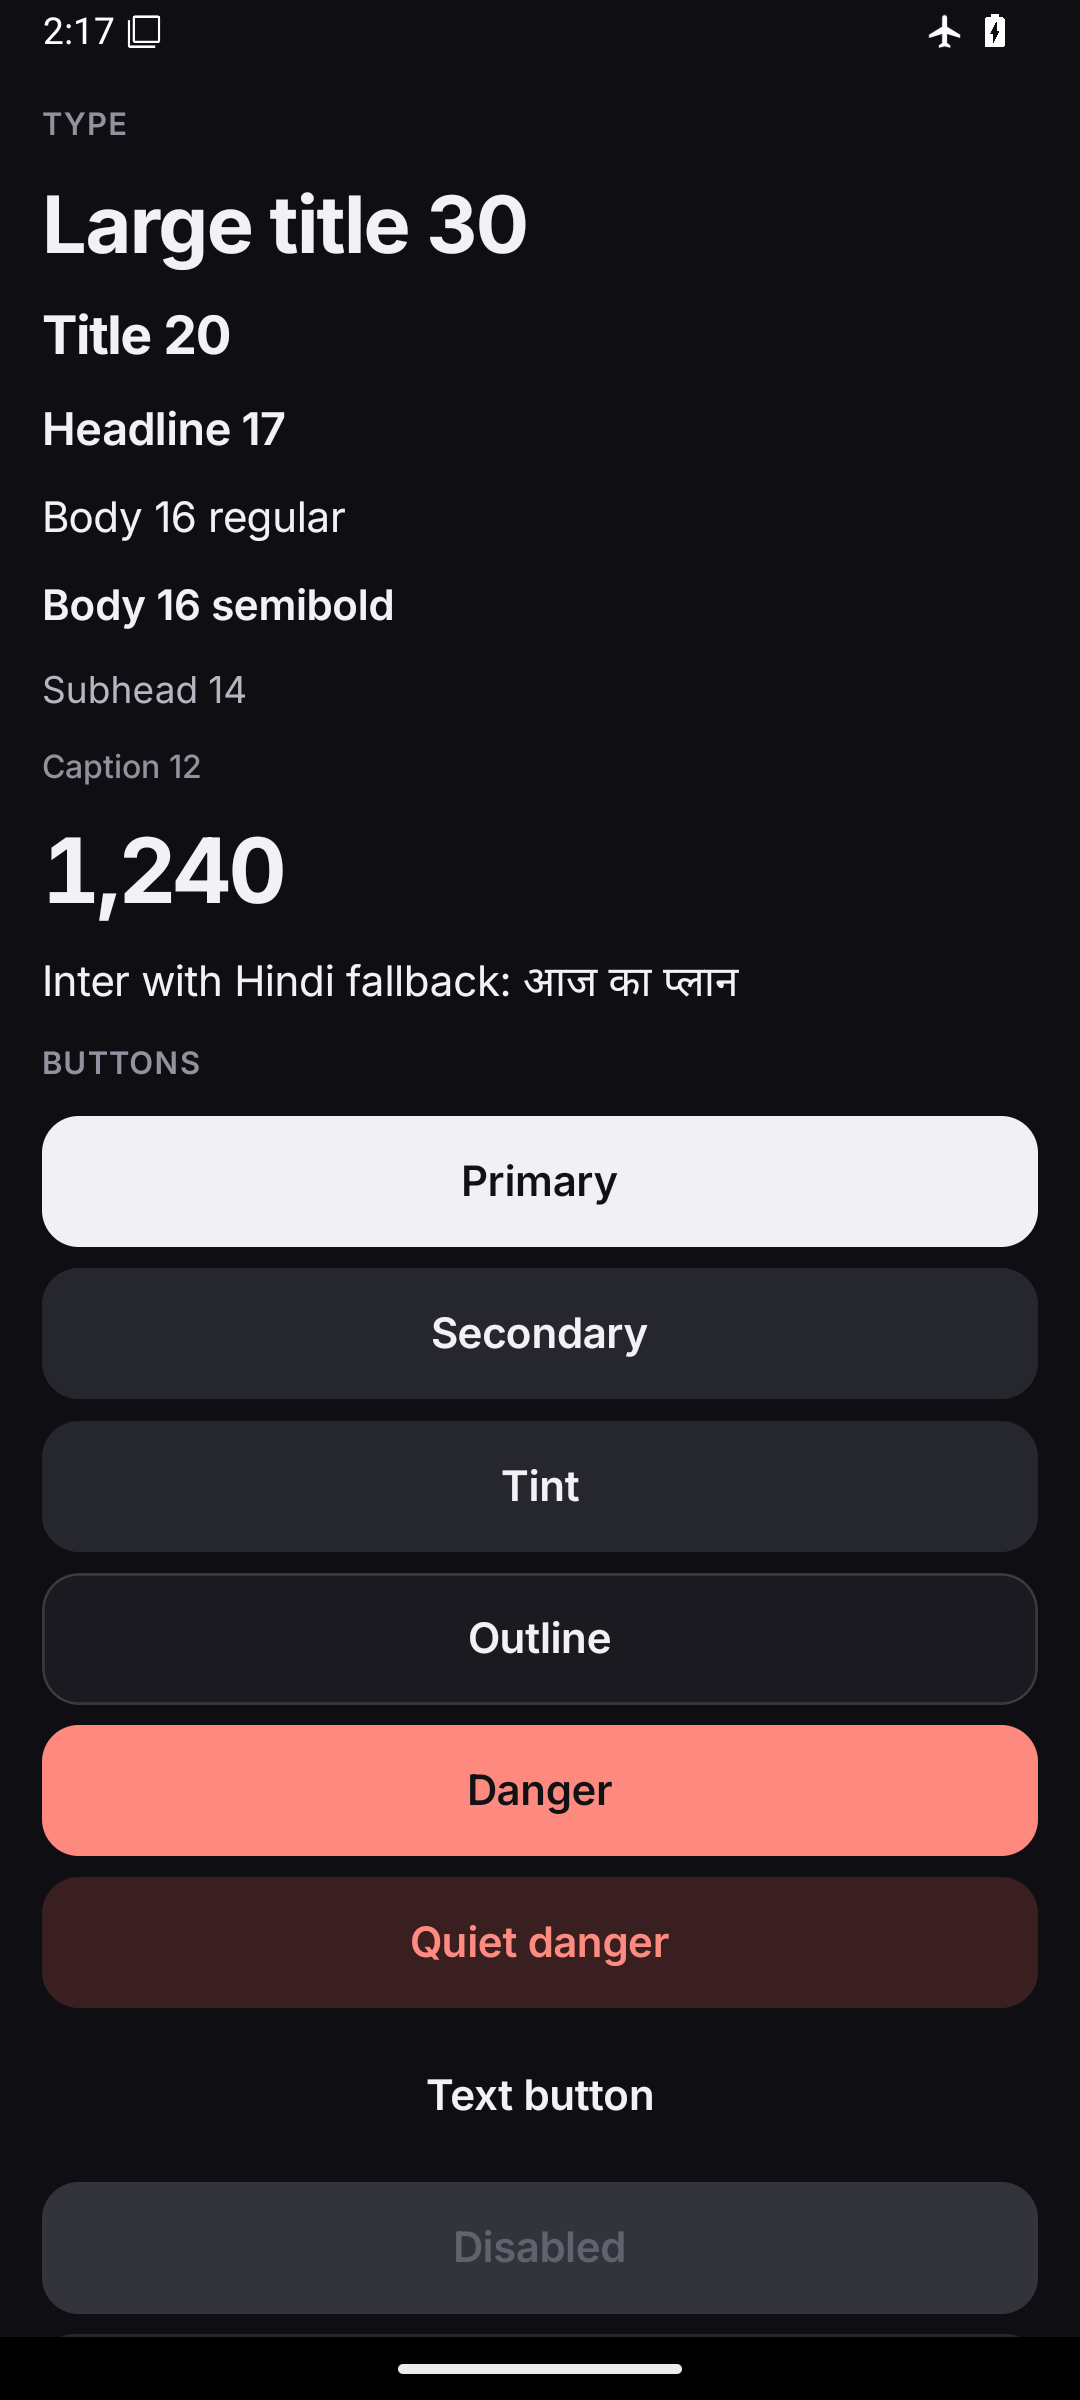 2:17
TYPE
Large title 30
Title 20
Headline 17
Body 16 regular
Body 16 semibold
Subhead 14
Caption 12
1,240
Inter with Hindi fallback: आज का प्लान
BUTTONS
Primary
Secondary
Tint
Outline
Danger
Quiet danger
Text button
Disabled